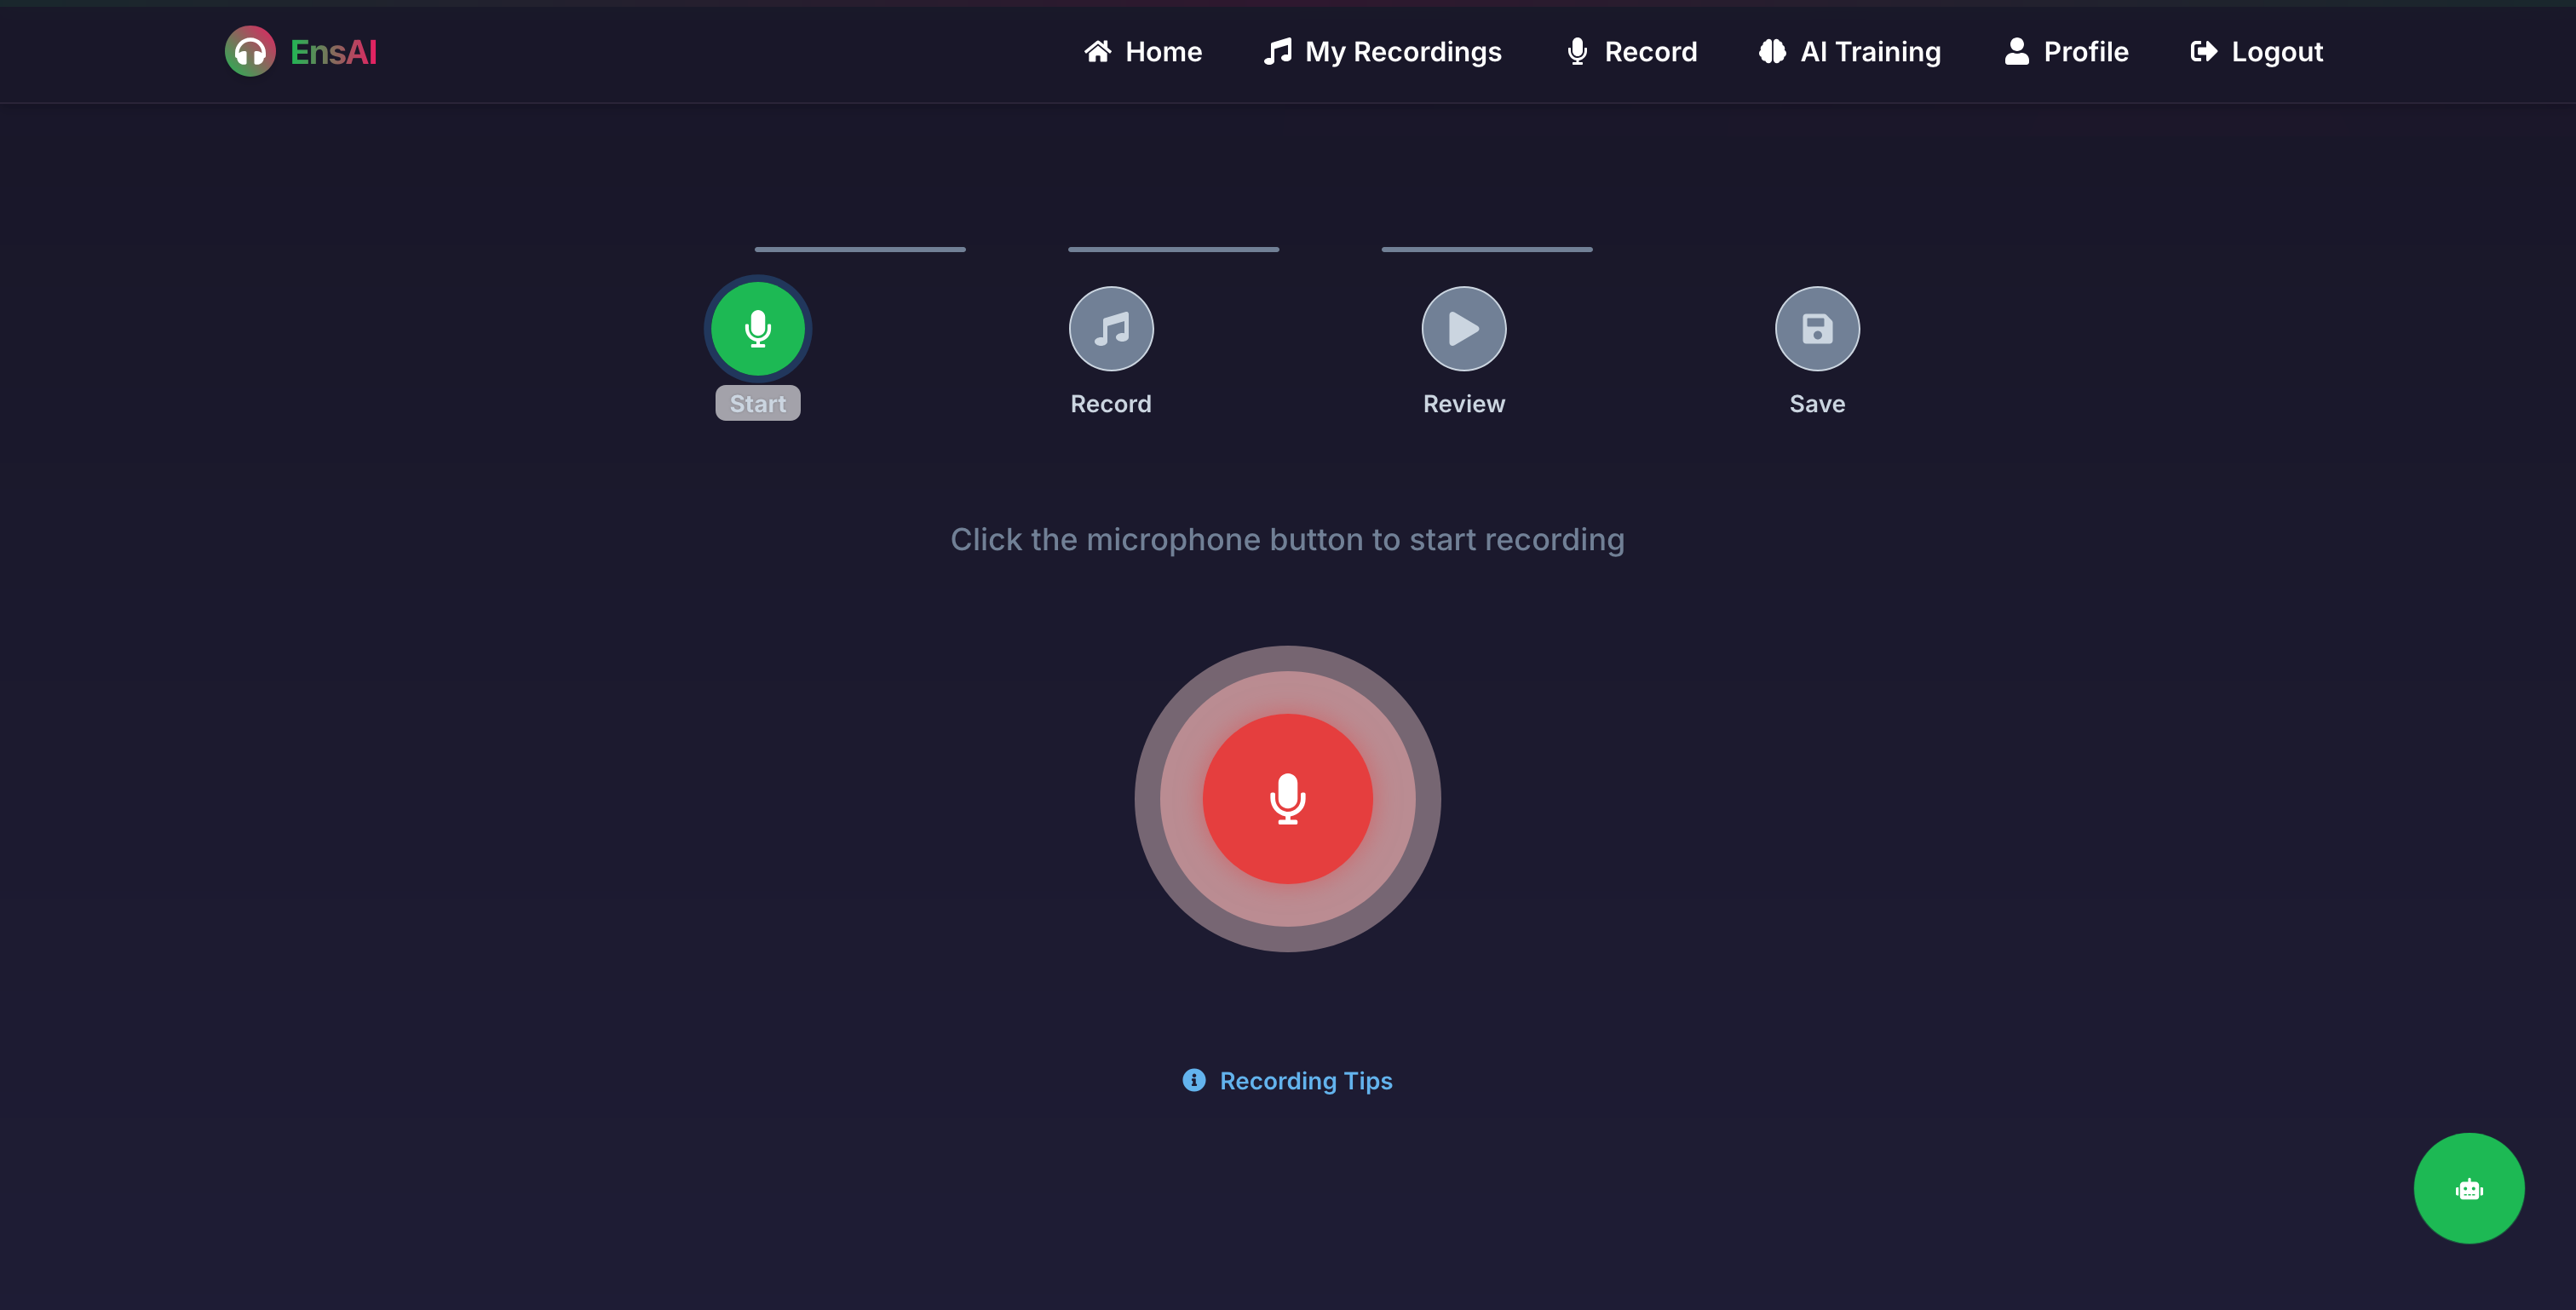 EnsAI
Home
My Recordings
Record
AI Training
Profile
Logout
Start
Record
Review
Save
Click the microphone button to start recording
Recording Tips